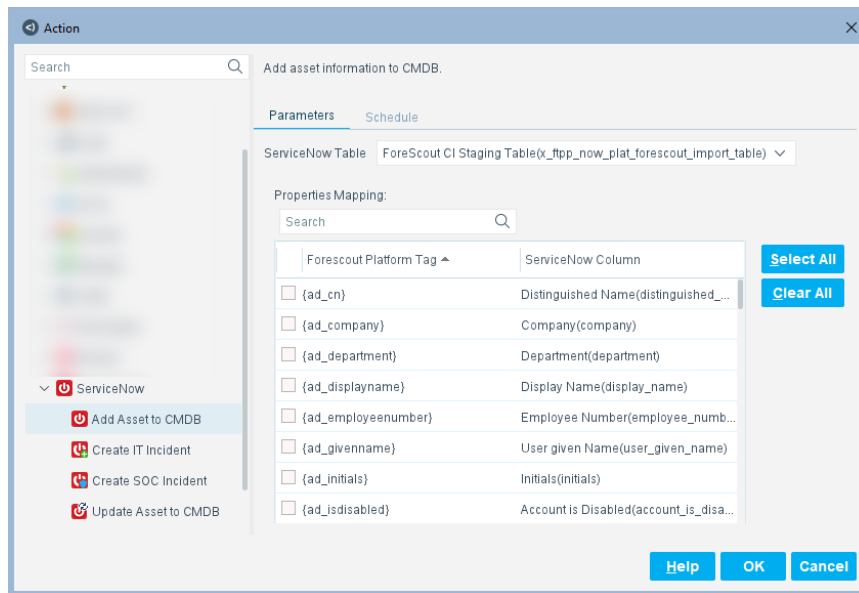 Action
Search
Add asset information to CMDB.
Parameters
Schedule
ServiceNow Table
ForeScout CI Staging Table(x_ftpp_now_plat_forescout_import_table)
Properties Mapping:
Search
Forescout Platform Tag
ServiceNow Column
Select All
Clear All
{ad_cn}
Distinguished Name(distinguished_...
{ad_company}
Company(company)
{ad_department}
Department(department)
{ad_displayname}
Display Name(display_name)
{ad_employeenumber}
Employee Number(employee_numb...
{ad_givenname}
User given Name(user_given_name)
{ad_initials}
Initials(initials)
{ad_isdisabled}
Account is Disabled(account_is_disa...
ServiceNow
Add Asset to CMDB
Create IT Incident
Create SOC Incident
Update Asset to CMDB
Help
OK
Cancel